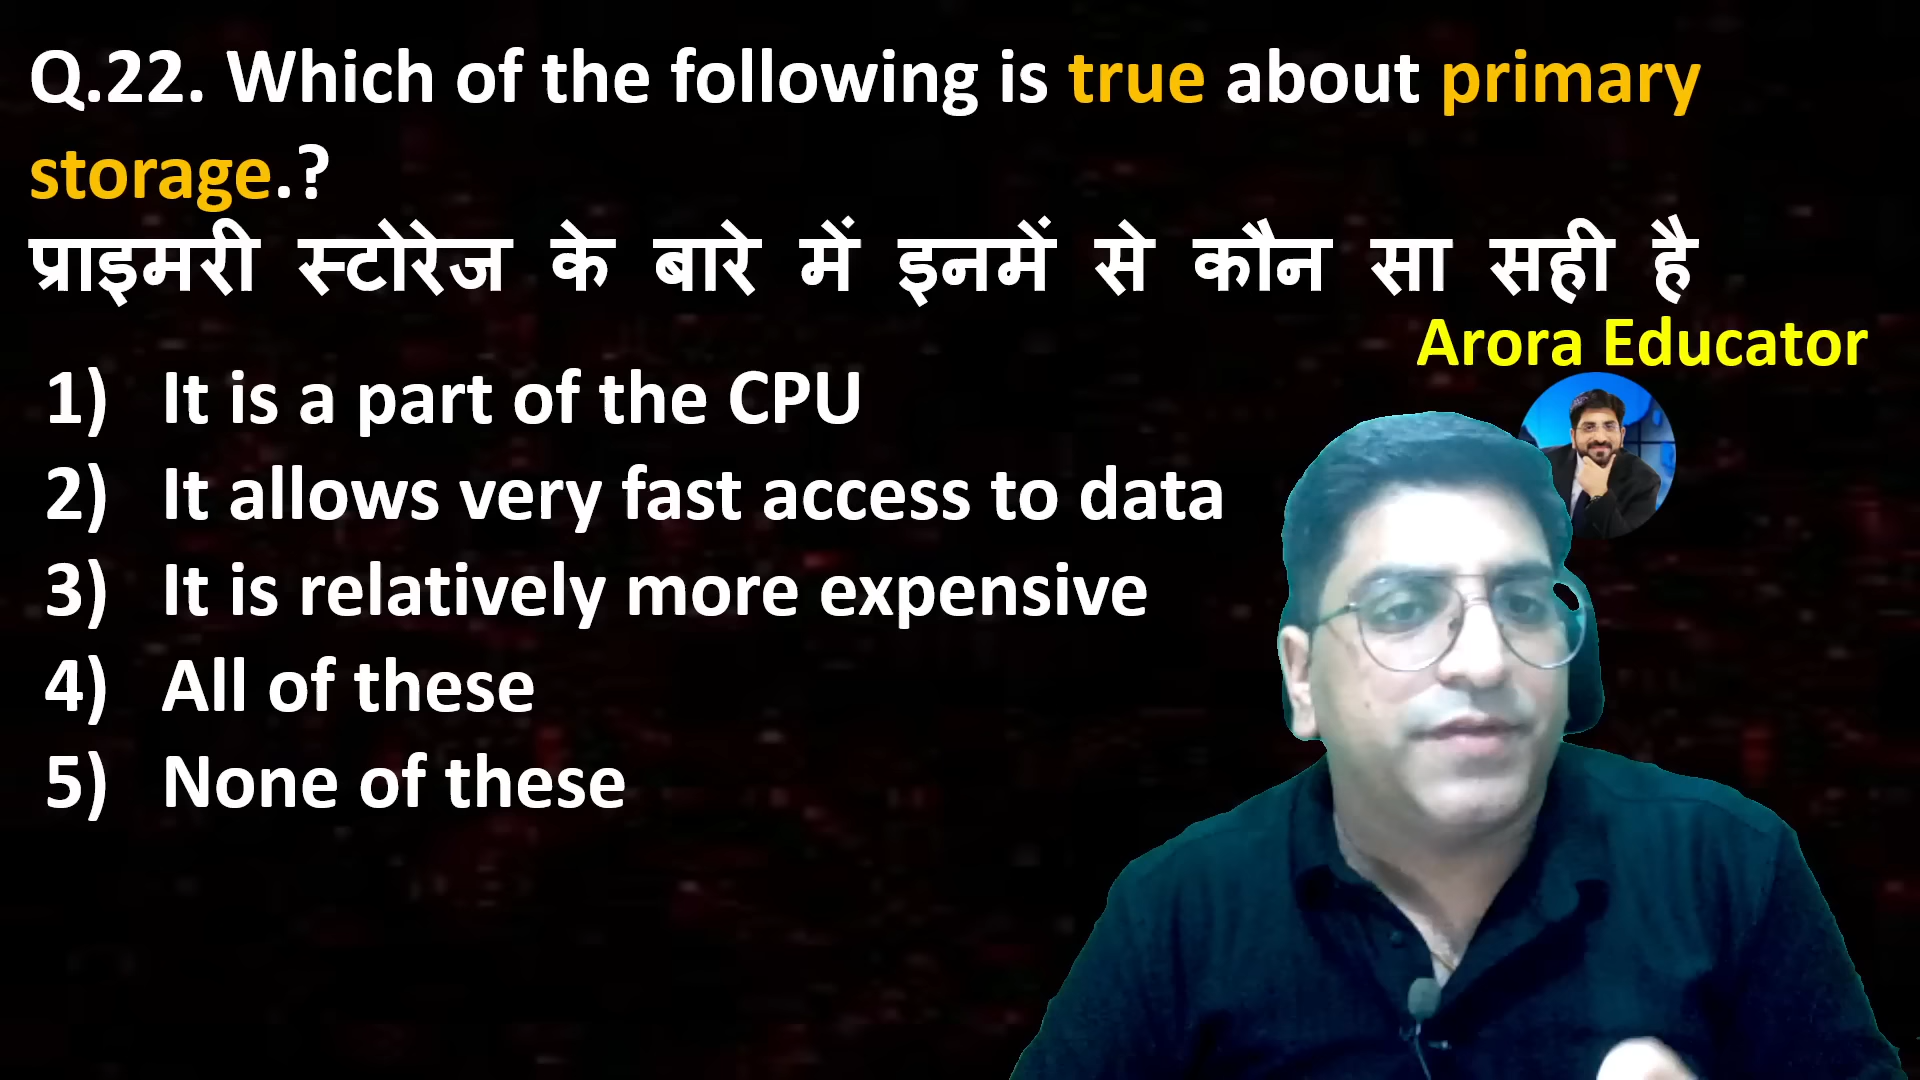 Q.22. Which of the following is true about primary
storage.?
प्राइमरी स्टोरेज के बारे में इनमें से कौन सा सही है
Arora Educator
1) It is a part of the CPU
2) It allows very fast access to data
3) It is relatively more expensive
4) All of these
5) None of these